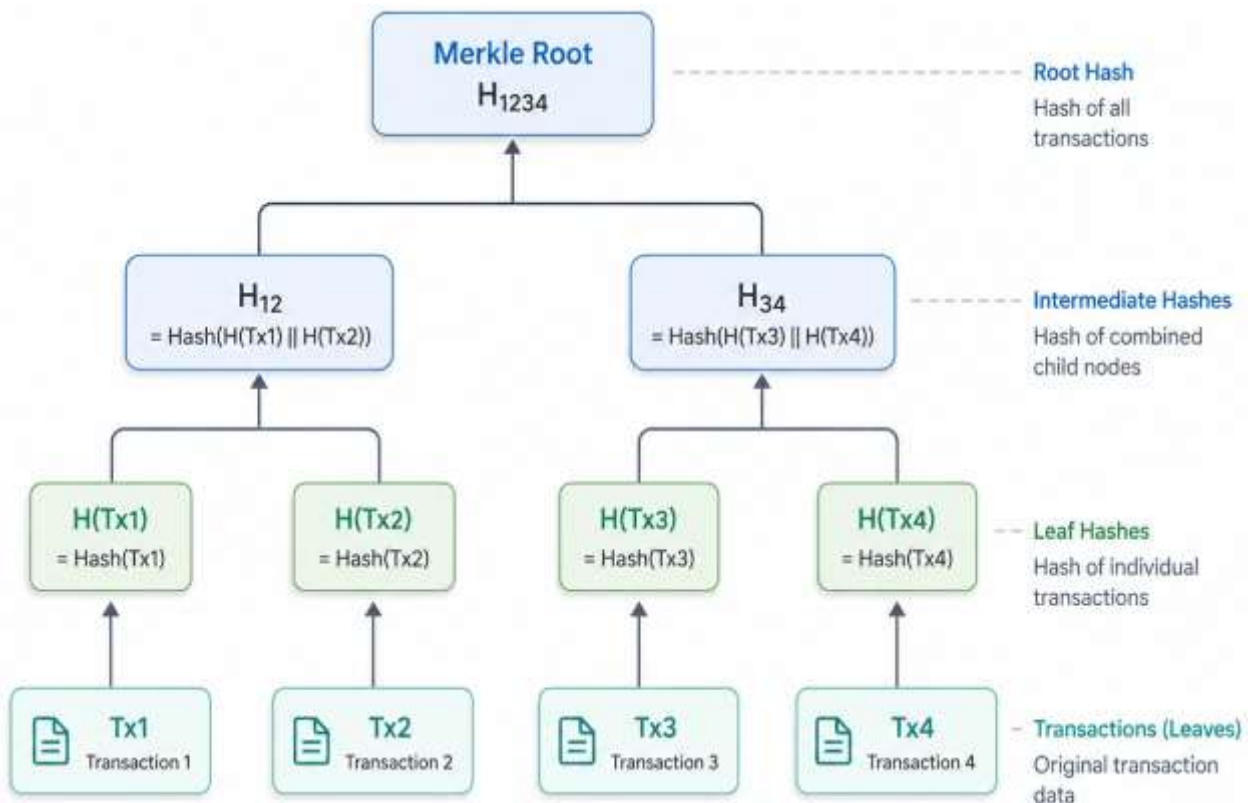 Merkle Root
H₁₂₃₄
Root Hash
Hash of all
transactions
H₁₂
= Hash(H(Tx1) || H(Tx2))
H₃₄
= Hash(H(Tx3) || H(Tx4))
Intermediate Hashes
Hash of combined
child nodes
H(Tx1)
= Hash(Tx1)
H(Tx2)
= Hash(Tx2)
H(Tx3)
= Hash(Tx3)
H(Tx4)
= Hash(Tx4)
Leaf Hashes
Hash of individual
transactions
Tx1
Transaction 1
Tx2
Transaction 2
Tx3
Transaction 3
Tx4
Transaction 4
Transactions (Leaves)
Original transaction
data